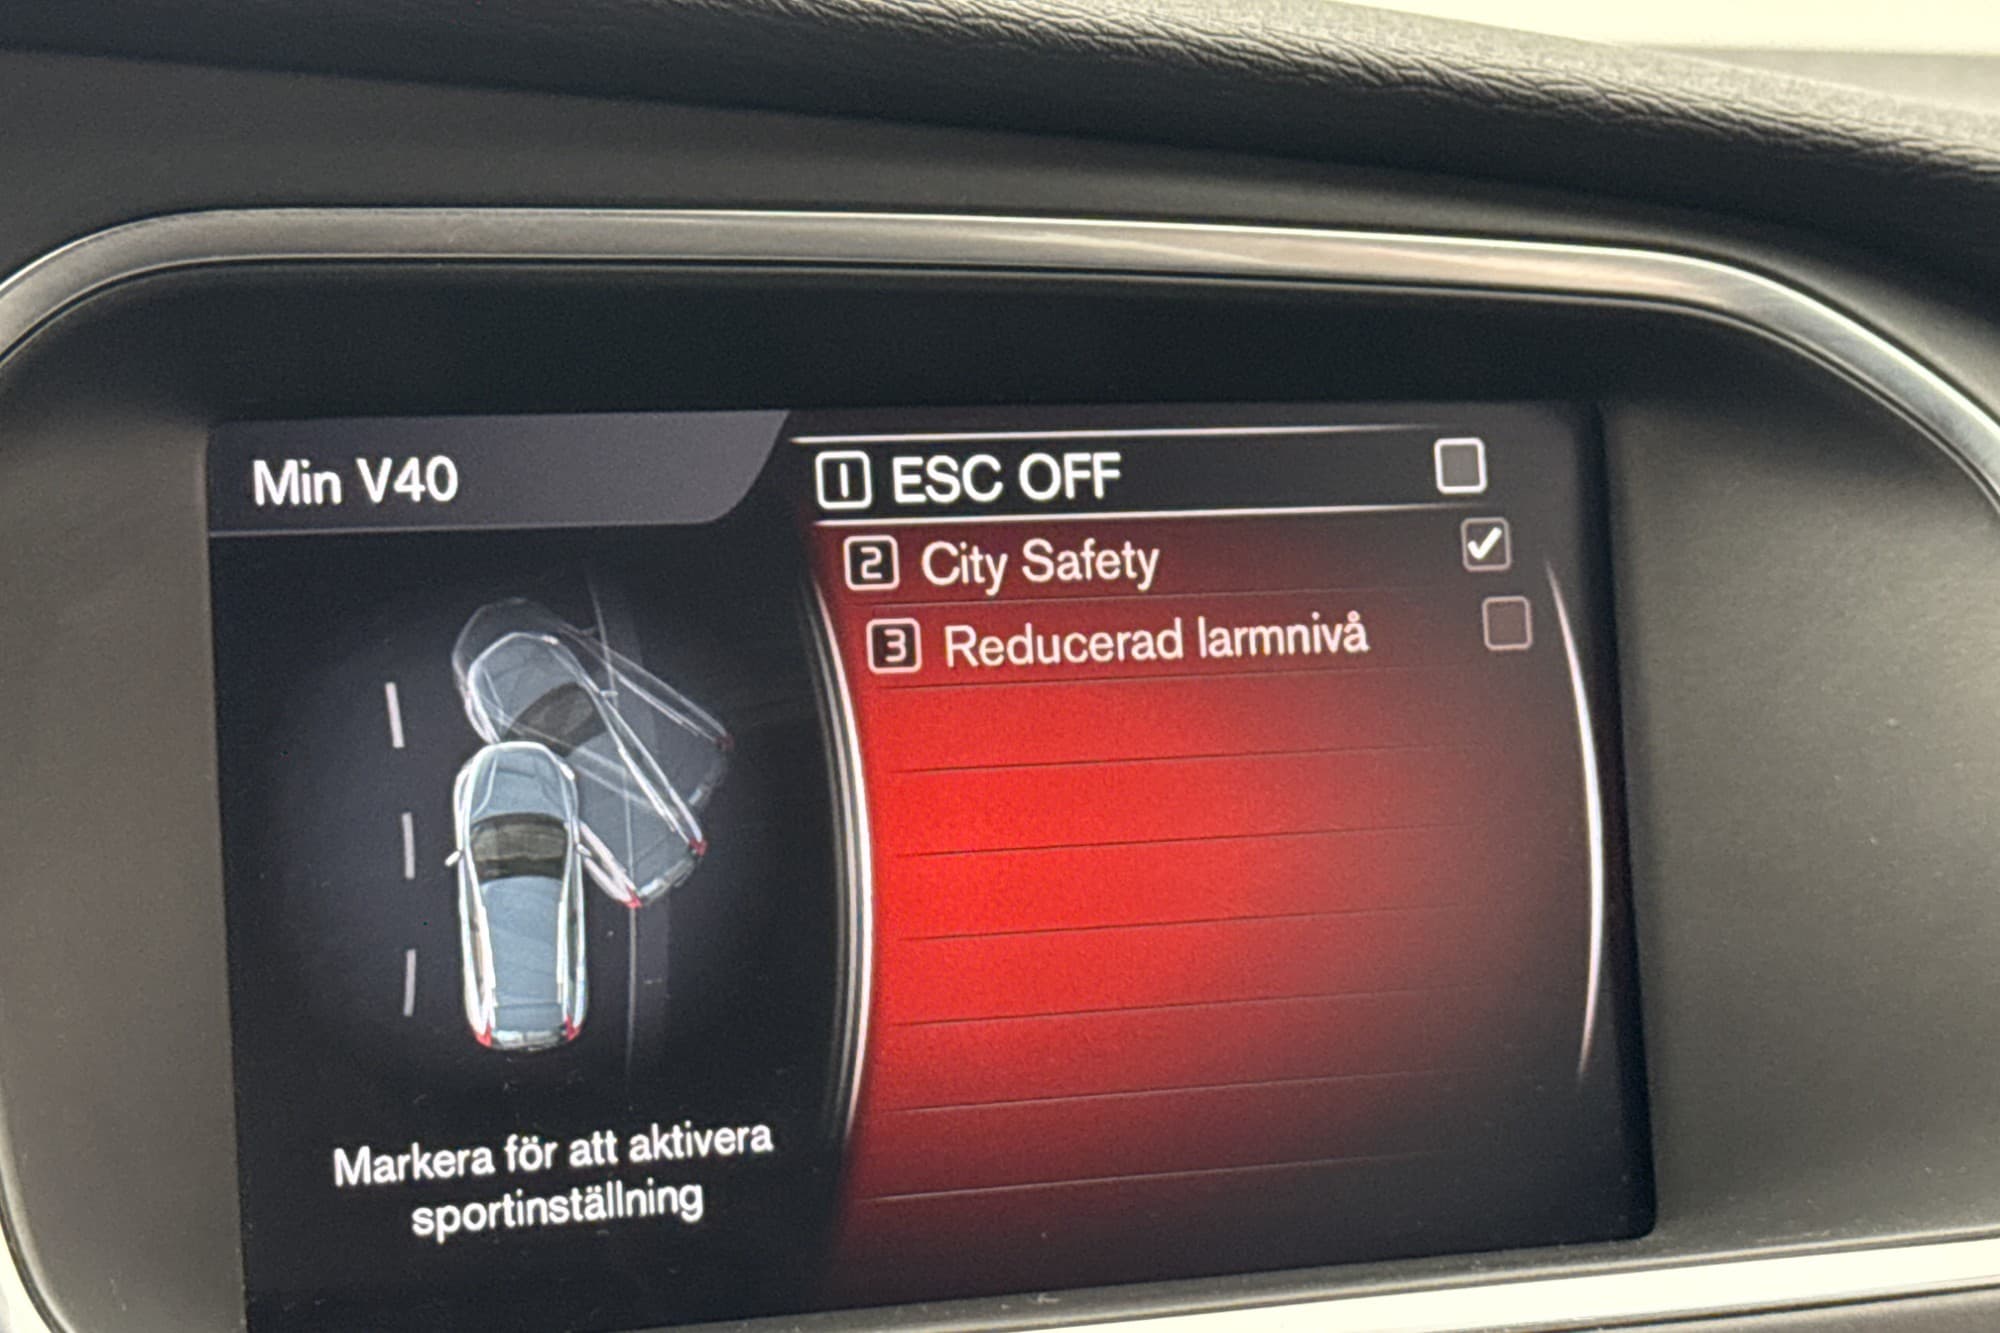 Min V40
1 ESC OFF
2 City Safety
3 Reducerad larmnivå
Markera för att aktivera
sportinställning